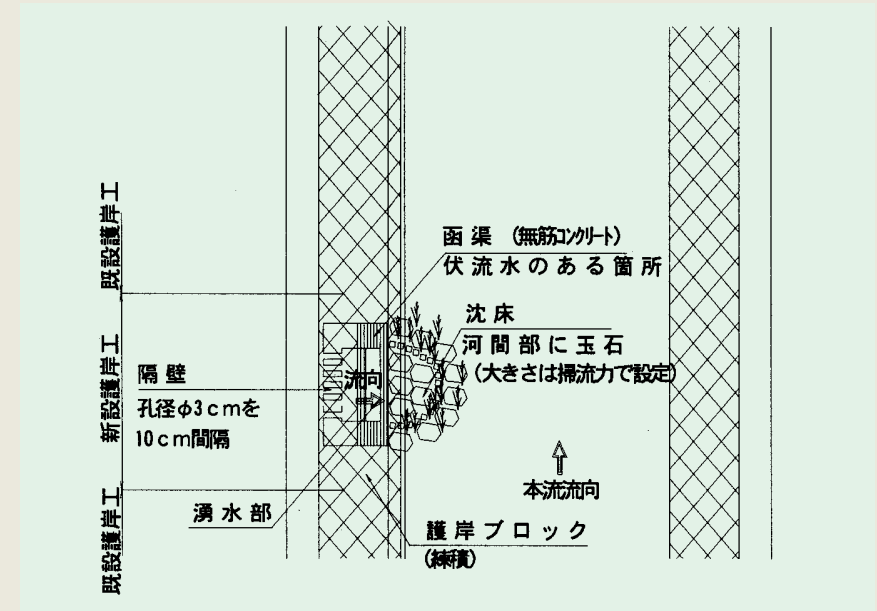 既設護岸工
新設護岸工
既設護岸工
函渠 (無筋コンクリート)
伏流水のある箇所
沈床
河間部に玉石
(大きさは掃流力で設定)
隔壁
孔径φ3cmを
10cm間隔
流向
本流流向
湧水部
護岸ブロック
(練積)